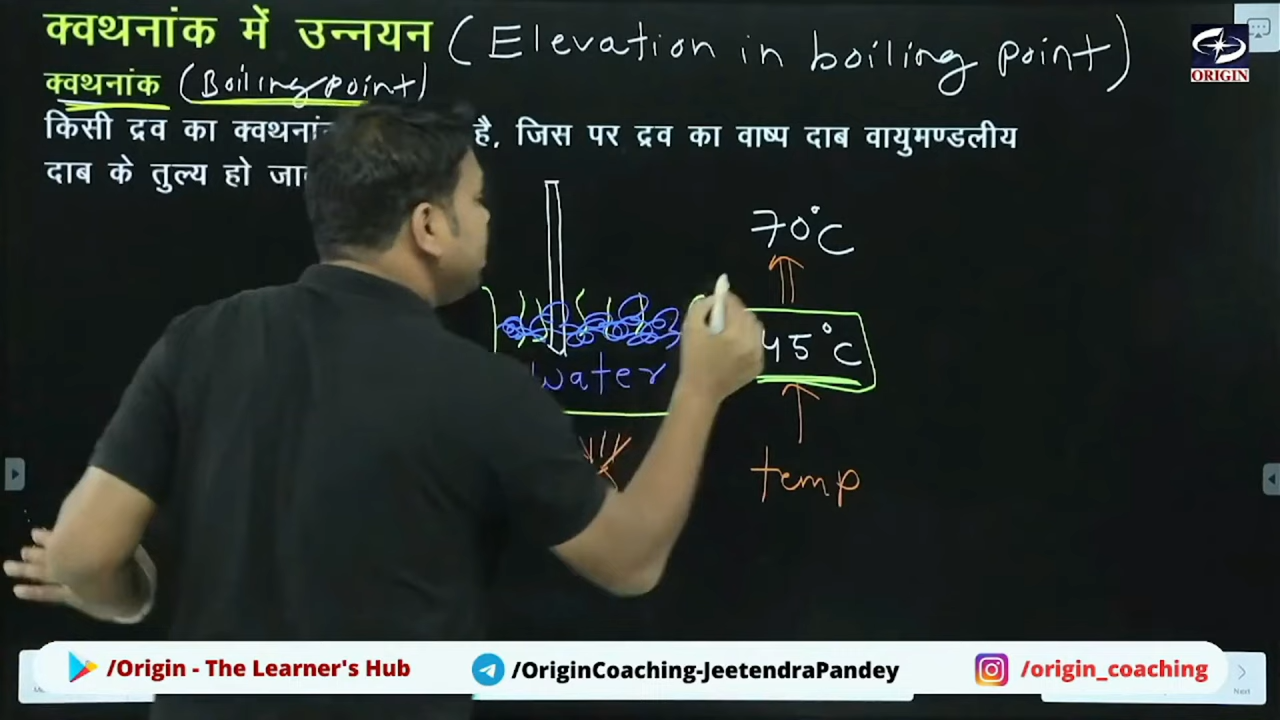 क्वथनांक में उन्नयन (Elevation in boiling point)
ORIGIN
क्वथनांक (Boiling point)
किसी द्रव का है, जिस पर द्रव का वाष्प दाब वायुमण्डलीय
दाब के तुल्य हो
70°C
45°C
water
temp
/Origin - The Learner's Hub
/OriginCoaching-JeetendraPandey
/origin_coaching
Next